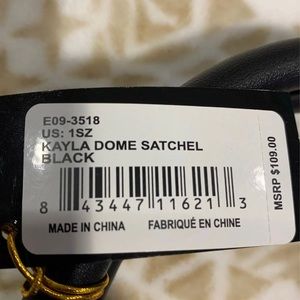 E09-3518
US: 1SZ
KAYLA DOME SATCHEL
BLACK
8 43447 11621 3
MADE IN CHINA FABRIQUÉ EN CHINE
MSRP $109.00